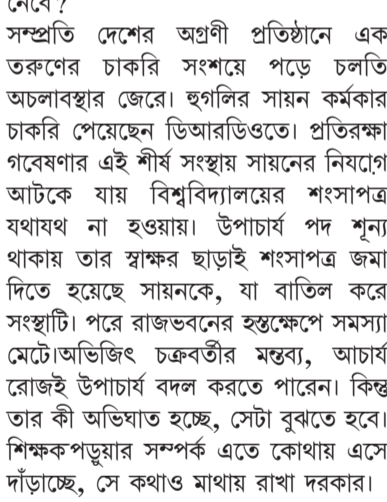 নেবে?
সম্প্রতি দেশের অগ্রণী প্রতিষ্ঠানে এক
তরুণের চাকরি সংশয়ে পড়ে চলতি
অচলাবস্থার জেরে। হুগলির সায়ন কর্মকার
চাকরি পেয়েছেন ডিআরডিওতে। প্রতিরক্ষা
গবেষণার এই শীর্ষ সংস্থায় সায়নের নিযো়গ
আটকে যায় বিশ্ববিদ্যালয়ের শংসাপত্র
যথাযথ না হওয়ায়। উপাচার্য পদ শূন্য
থাকায় তার স্বাক্ষর ছাড়াই শংসাপত্র জমা
দিতে হয়েছে সায়নকে, যা বাতিল করে
সংস্থাটি। পরে রাজভবনের হস্তক্ষেপে সমস্যা
মেটে।অভিজিৎ চক্রবর্তীর মন্তব্য, আচার্য
রোজই উপাচার্য বদল করতে পারেন। কিন্তু
তার কী অভিঘাত হচ্ছে, সেটা বুঝতে হবে।
শিক্ষকপড়ুয়ার সম্পর্ক এতে কোথায় এসে
দাঁড়াচ্ছে, সে কথাও মাথায় রাখা দরকার।